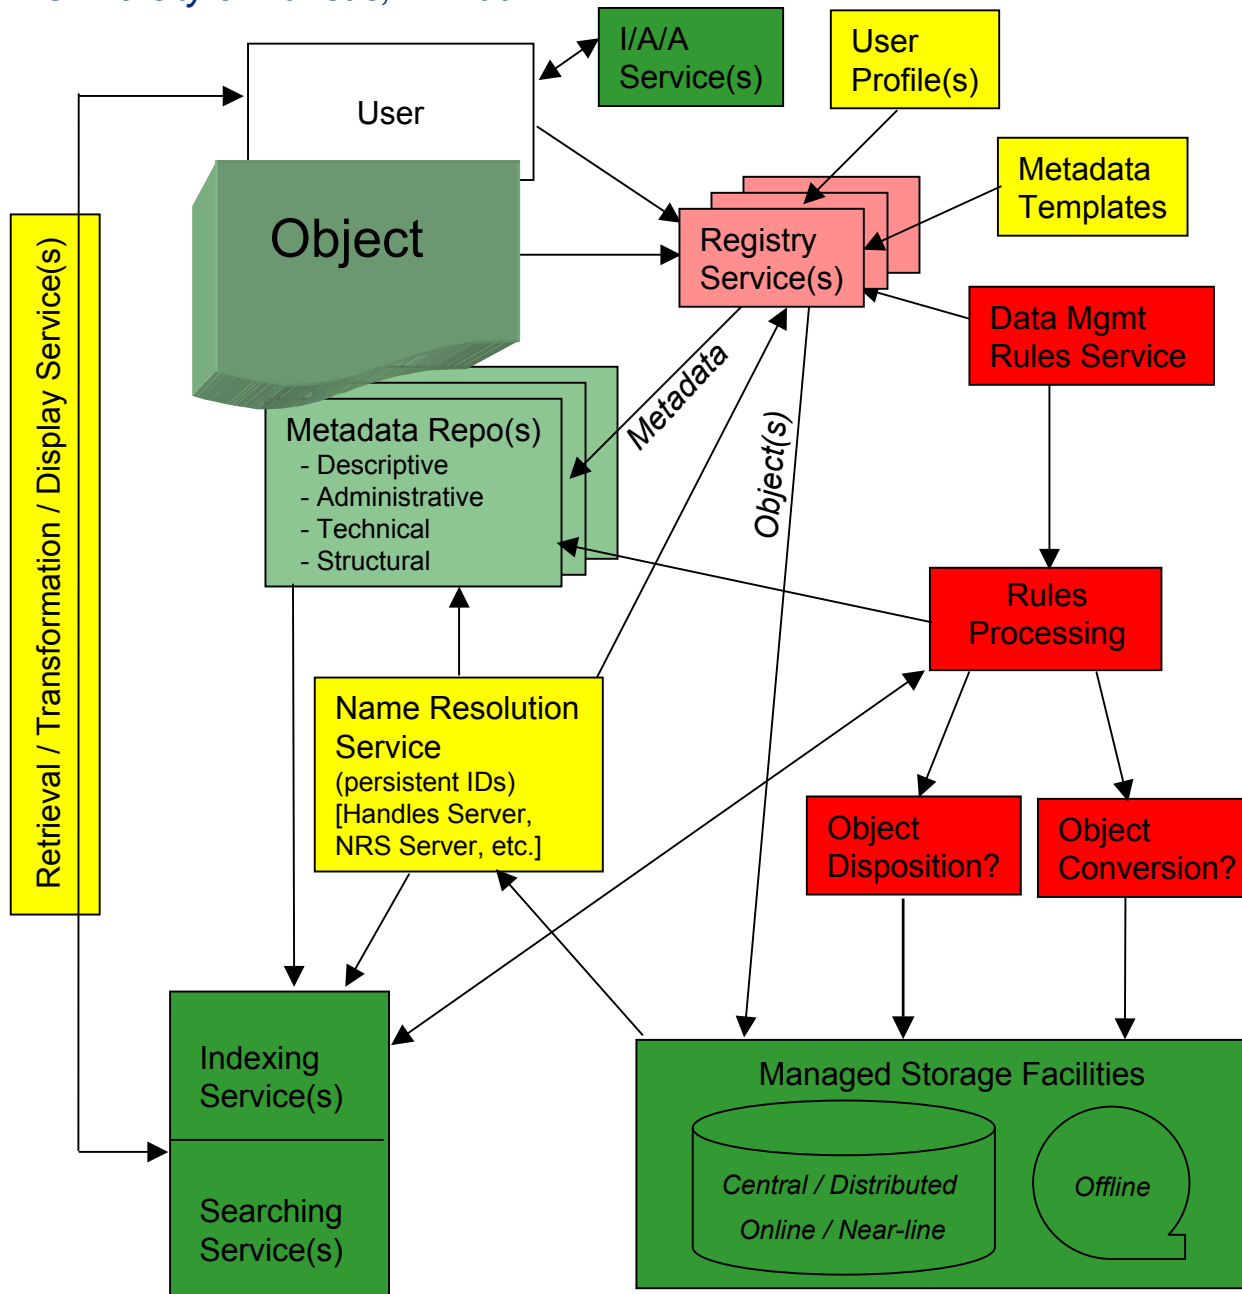 I/A/A
Service(s)
User
Profile(s)
User
Metadata
Templates
Object
Registry
Service(s)
Data Mgmt
Rules Service
Retrieval / Transformation / Display Service(s)
Metadata
Object(s)
Metadata Repo(s)
- Descriptive
- Administrative
- Technical
- Structural
Rules
Processing
Name Resolution
Service
(persistent IDs)
[Handles Server,
NRS Server, etc.]
Object
Disposition?
Object
Conversion?
Indexing
Service(s)
Searching
Service(s)
Managed Storage Facilities
Central / Distributed
Online / Near-line
Offline